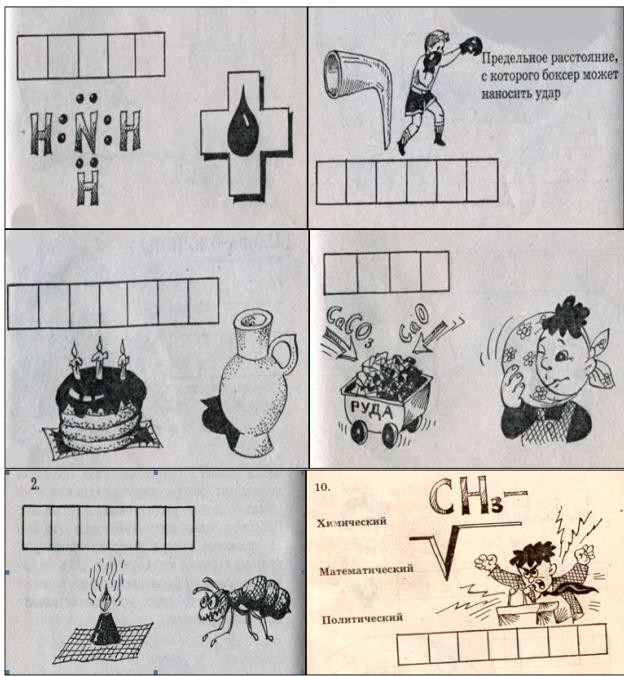 H : N : H
H
Предельное расстояние,
с которого боксер может
наносить удар
CaCO₃ CaO
РУДА
2.
10.
CH₃–
Химический
Математический
Политический